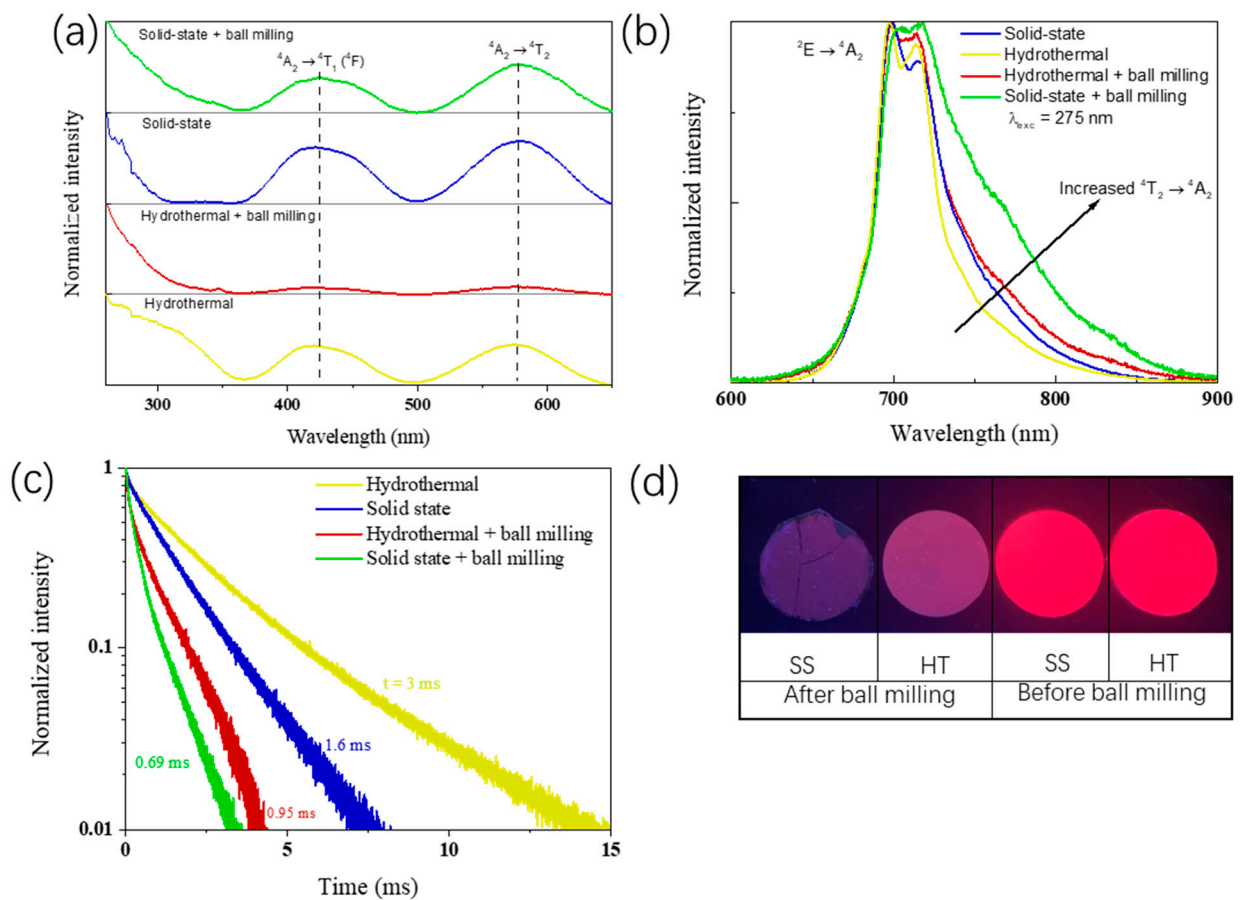 (a)
Solid-state + ball milling
⁴A₂→⁴T₁ (⁴F)
⁴A₂→⁴T₂
Solid-state
Hydrothermal + ball milling
Hydrothermal
Normalized intensity
300 400 500 600
Wavelength (nm)
(b)
²E→⁴A₂
Solid-state
Hydrothermal
Hydrothermal + ball milling
Solid-state + ball milling
λexc = 275 nm
Increased ⁴T₂→⁴A₂
Normalized intensity
600 700 800 900
Wavelength (nm)
(c)
Hydrothermal
Solid state
Hydrothermal + ball milling
Solid state + ball milling
t = 3 ms
1.6 ms
0.69 ms
0.95 ms
1
0.1
0.01
Normalized intensity
0 5 10 15
Time (ms)
(d)
SS HT SS HT
After ball milling Before ball milling